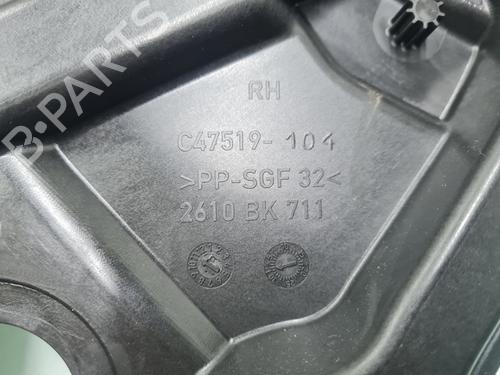 RH
C47519-104
>PP-SGF 32<
2610 BK 711
B-PARTS